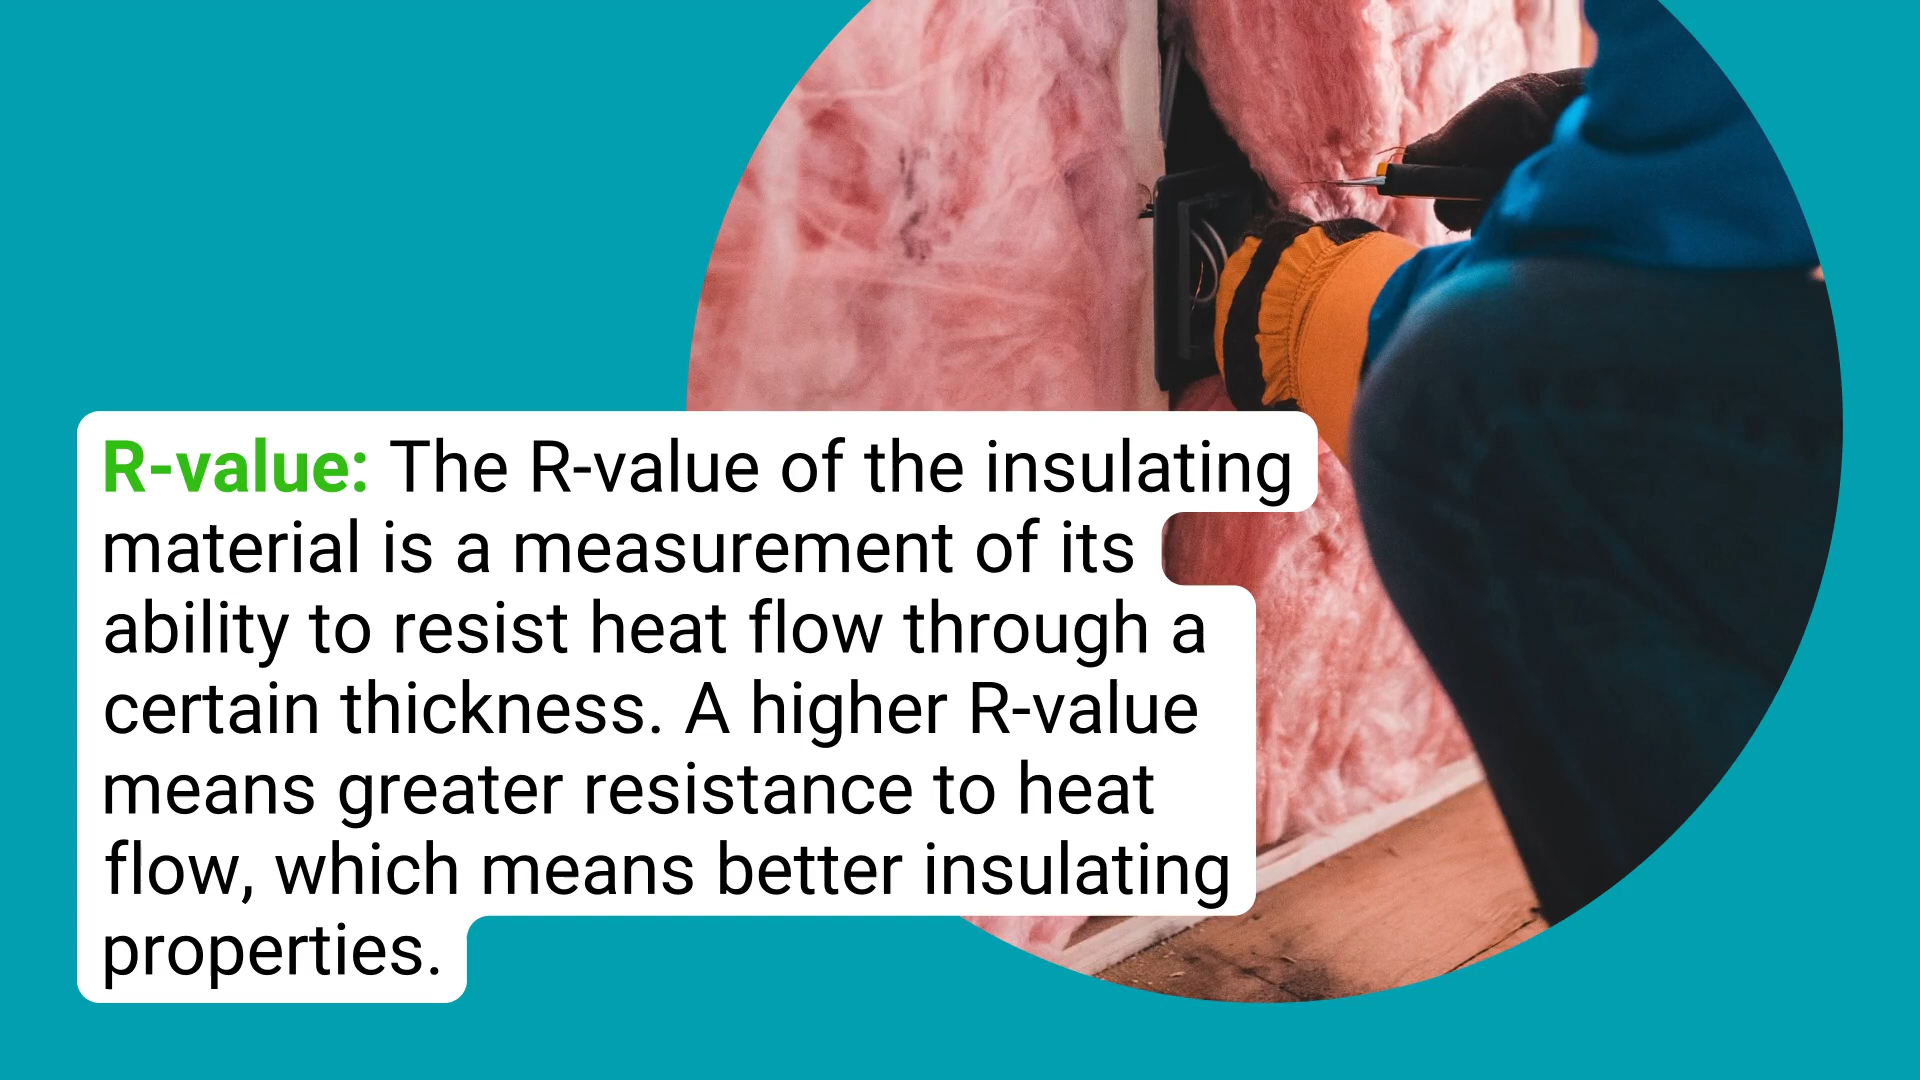 R-value: The R-value of the insulating
material is a measurement of its
ability to resist heat flow through a
certain thickness. A higher R-value
means greater resistance to heat
flow, which means better insulating
properties.